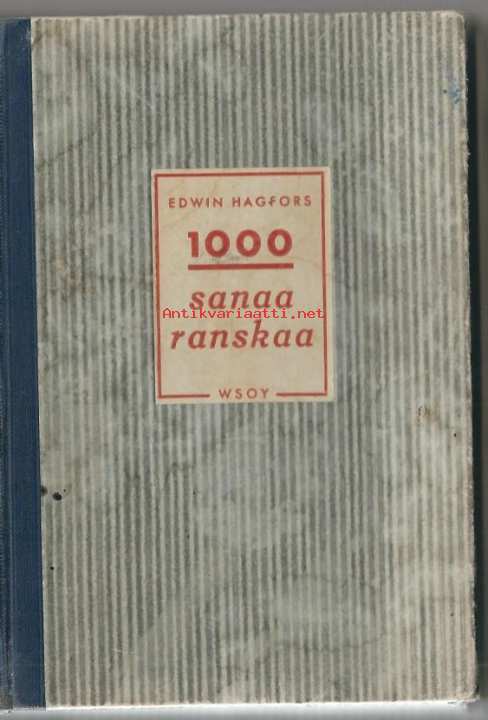 EDWIN HAGFORS
1000
sanaa
Antikvariaatti.net
ranskaa
WSOY